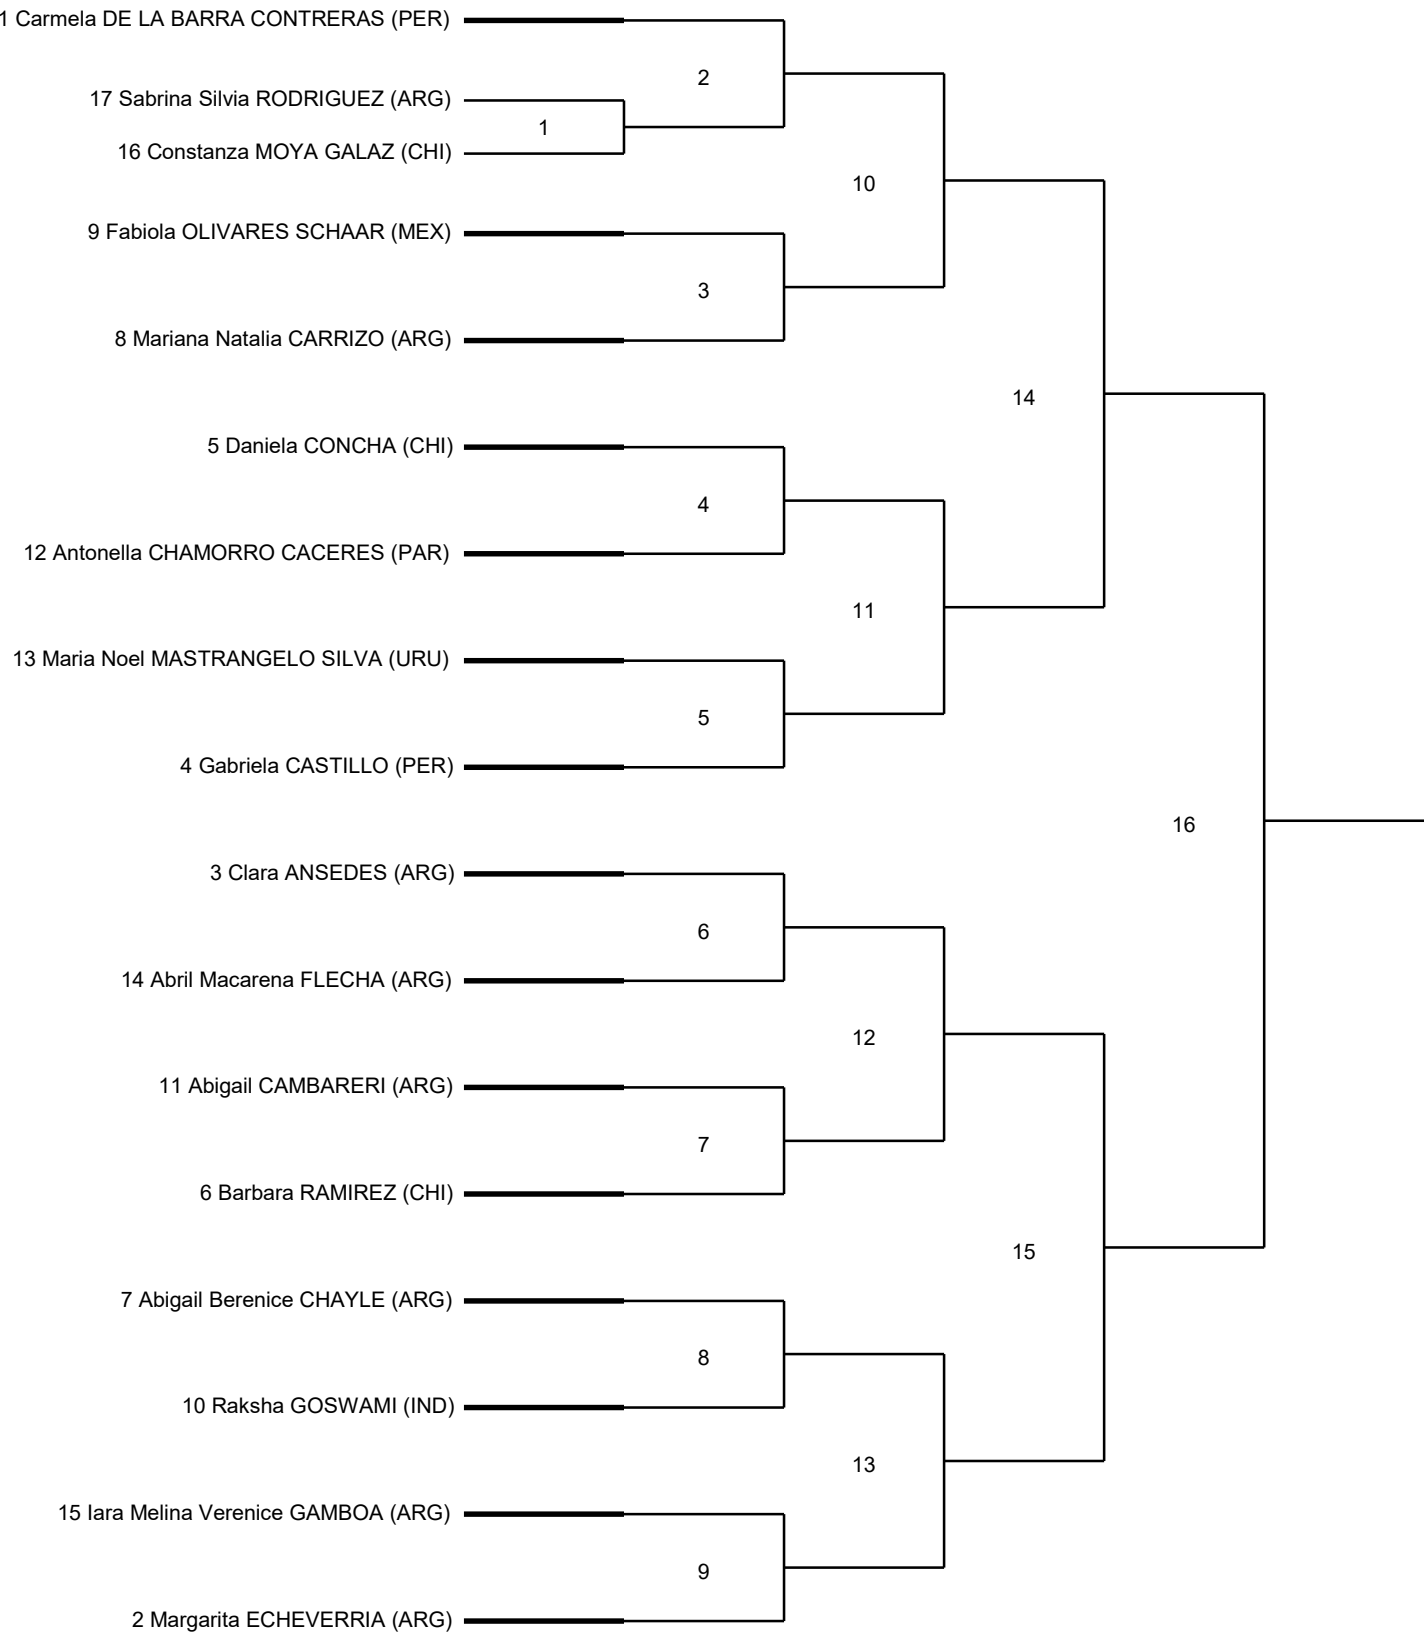 1 Carmela DE LA BARRA CONTRERAS (PER)
2
17 Sabrina Silvia RODRIGUEZ (ARG)
1
16 Constanza MOYA GALAZ (CHI)
10
9 Fabiola OLIVARES SCHAAR (MEX)
3
8 Mariana Natalia CARRIZO (ARG)
14
5 Daniela CONCHA (CHI)
4
12 Antonella CHAMORRO CACERES (PAR)
11
13 Maria Noel MASTRANGELO SILVA (URU)
5
4 Gabriela CASTILLO (PER)
16
3 Clara ANSEDES (ARG)
6
14 Abril Macarena FLECHA (ARG)
12
11 Abigail CAMBARERI (ARG)
7
6 Barbara RAMIREZ (CHI)
15
7 Abigail Berenice CHAYLE (ARG)
8
10 Raksha GOSWAMI (IND)
13
15 Iara Melina Verenice GAMBOA (ARG)
9
2 Margarita ECHEVERRIA (ARG)